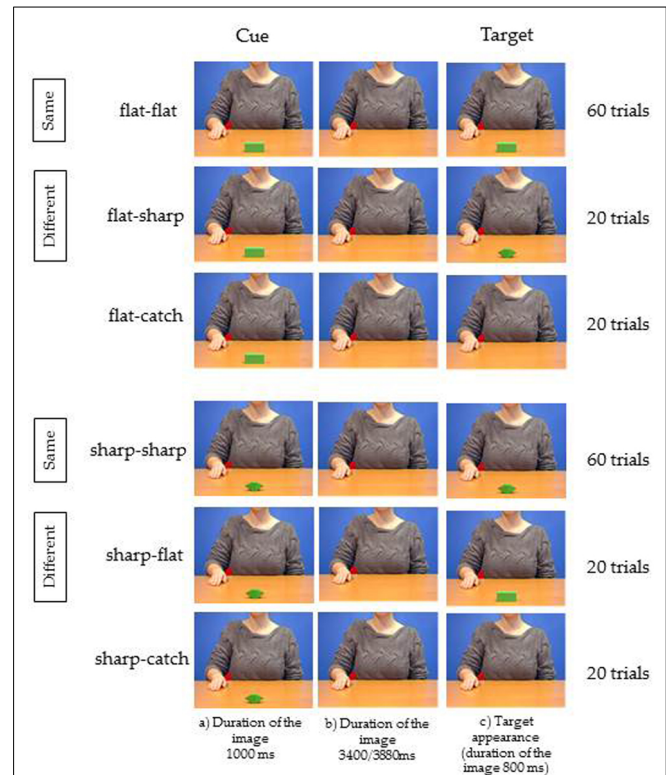 Cue
Target
Same
flat-flat
60 trials
Different
flat-sharp
20 trials
flat-catch
20 trials
Same
sharp-sharp
60 trials
Different
sharp-flat
20 trials
sharp-catch
20 trials
a) Duration of the
image
1000 ms
b) Duration of the
image
3400/3880ms
c) Target
appearance
(duration of the
image 800 ms)